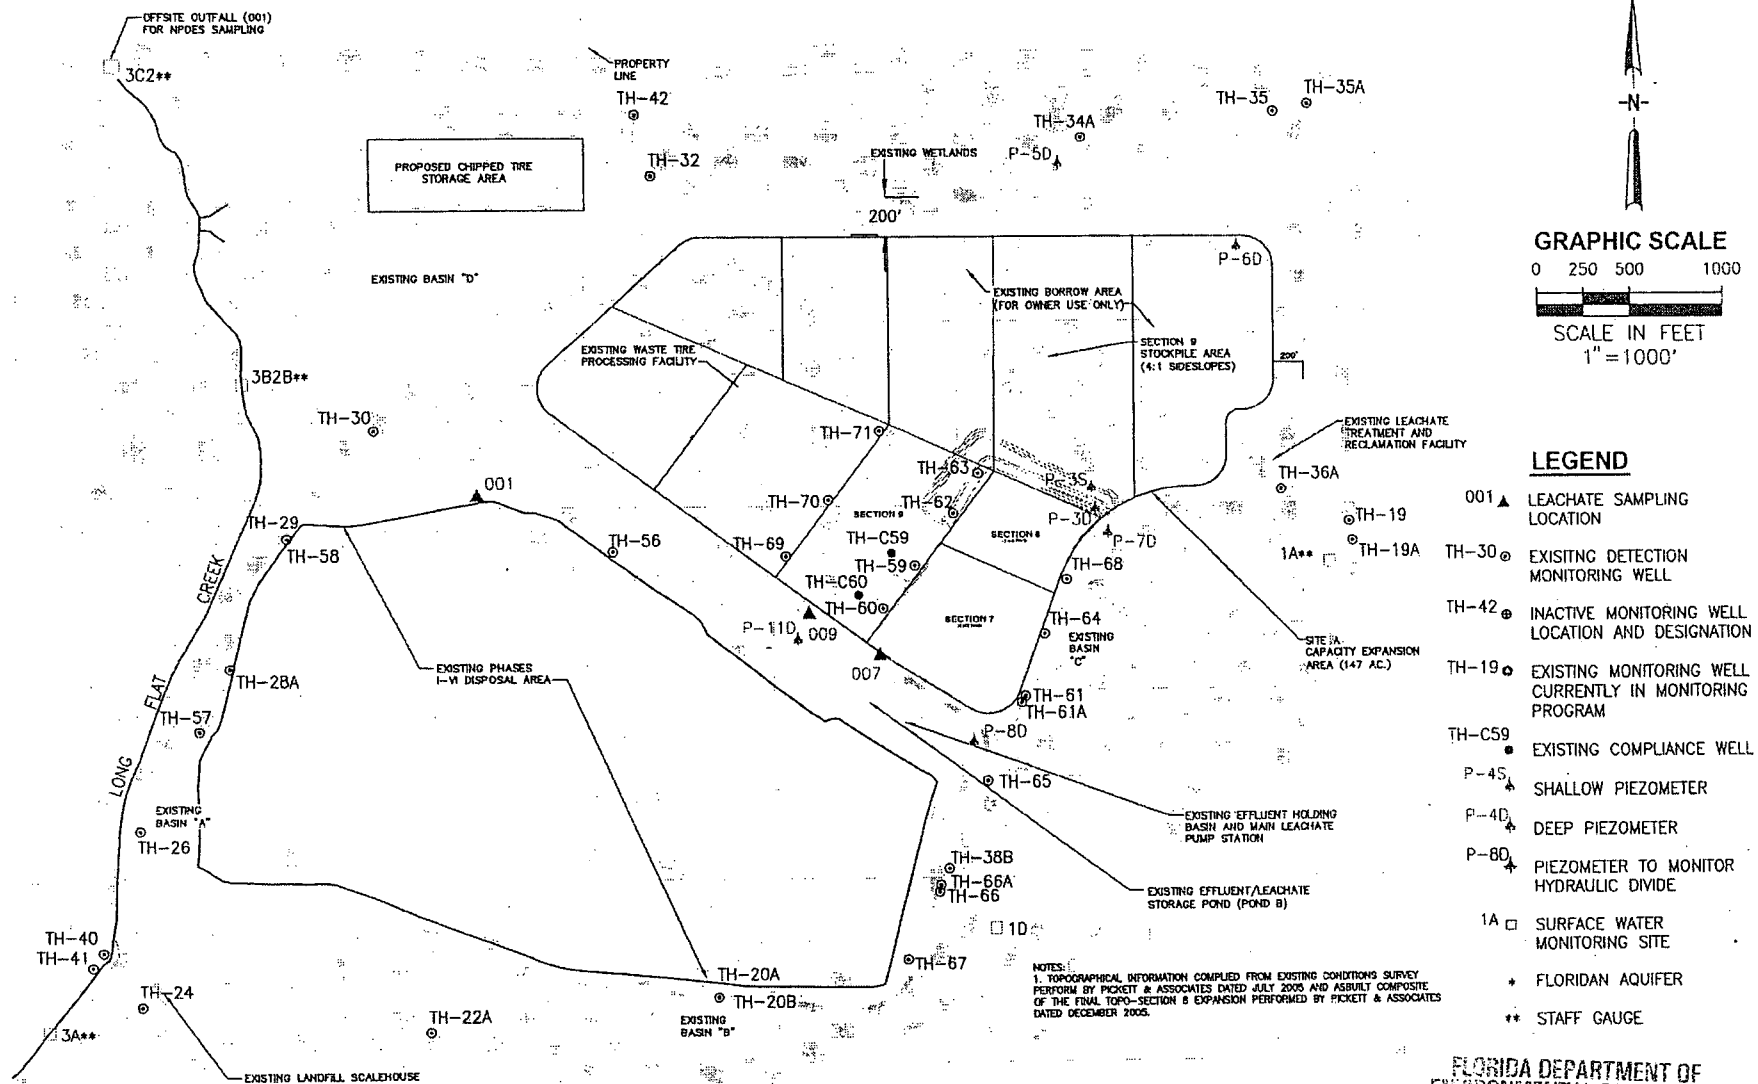 OFFSITE OUTFALL (001)
FOR NPDES SAMPLING
3C2**
PROPERTY
LINE
TH-42
TH-35
TH-35A
TH-34A
P-5D
TH-32
EXISTING WETLANDS
PROPOSED CHIPPED TIRE
STORAGE AREA
200'
-N-
GRAPHIC SCALE
0 250 500 1000
SCALE IN FEET
1"=1000'
P-6D
EXISTING BASIN "D"
EXISTING BORROW AREA
(FOR OWNER USE ONLY)
EXISTING WASTE TIRE
PROCESSING FACILITY
SECTION 9
STOCKPILE AREA
(4:1 SIDESLOPES)
200'
3B2B**
TH-30
TH-71
EXISTING LEACHATE
TREATMENT AND
RECLAMATION FACILITY
TH-63
P-3S
TH-36A
001
TH-70
TH-62
SECTION 9
P-3D
TH-19
TH-29
TH-58
TH-56
TH-69
TH-C59
SECTION 8
P-7D
TH-59
1A**
TH-19A
TH-68
TH-C60
TH-60
SECTION 7
TH-64
P-11D
009
EXISTING
BASIN
"C"
SITE A
CAPACITY EXPANSION
AREA (147 AC.)
007
EXISTING PHASES
I-VI DISPOSAL AREA
TH-28A
TH-61
TH-61A
TH-57
P-8D
LONG FLAT CREEK
TH-65
EXISTING
BASIN "A"
TH-26
EXISTING EFFLUENT HOLDING
BASIN AND MAIN LEACHATE
PUMP STATION
TH-38B
TH-66A
TH-66
EXISTING EFFLUENT/LEACHATE
STORAGE POND (POND B)
1D
TH-40
TH-41
TH-67
TH-20A
TH-20B
TH-24
TH-22A
EXISTING
BASIN "B"
3A**
EXISTING LANDFILL SCALEHOUSE
NOTES:
1. TOPOGRAPHICAL INFORMATION COMPLIED FROM EXISTING CONDITIONS SURVEY
PERFORM BY PICKETT & ASSOCIATES DATED JULY 2005 AND ASBUILT COMPOSITE
OF THE FINAL TOPO-SECTION 8 EXPANSION PERFORMED BY PICKETT & ASSOCIATES
DATED DECEMBER 2005.
LEGEND
001 LEACHATE SAMPLING
LOCATION
TH-30 EXISITNG DETECTION
MONITORING WELL
TH-42 INACTIVE MONITORING WELL
LOCATION AND DESIGNATION
TH-19 EXISTING MONITORING WELL
CURRENTLY IN MONITORING
PROGRAM
TH-C59 EXISTING COMPLIANCE WELL
P-4S SHALLOW PIEZOMETER
P-4D DEEP PIEZOMETER
P-8D PIEZOMETER TO MONITOR
HYDRAULIC DIVIDE
1A SURFACE WATER
MONITORING SITE
* FLORIDAN AQUIFER
** STAFF GAUGE
FLORIDA DEPARTMENT OF